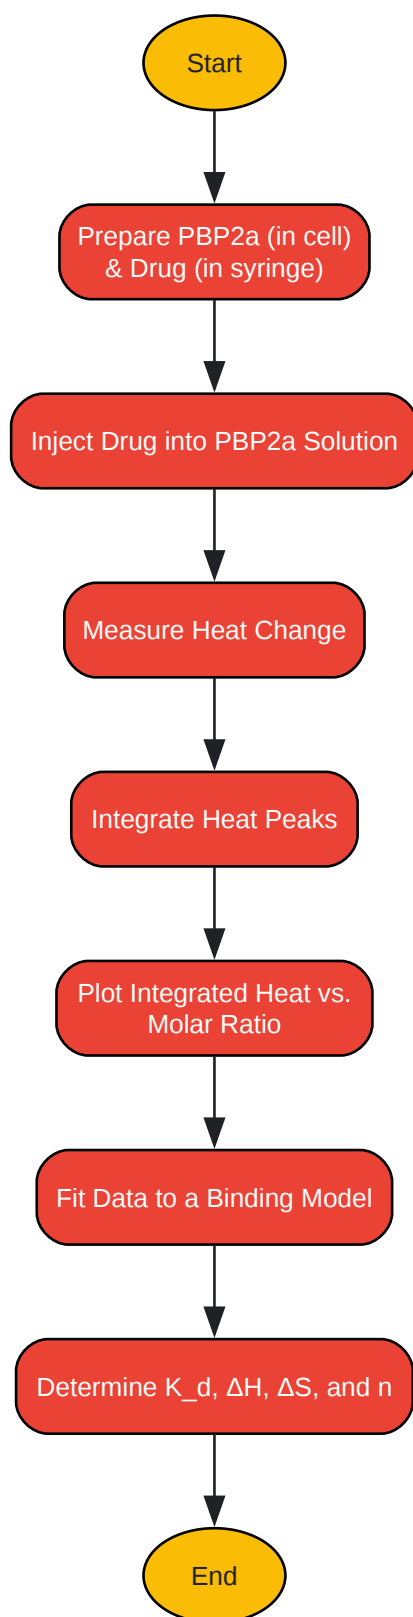 Start
Prepare PBP2a (in cell)
& Drug (in syringe)
Inject Drug into PBP2a Solution
Measure Heat Change
Integrate Heat Peaks
Plot Integrated Heat vs.
Molar Ratio
Fit Data to a Binding Model
Determine K_d, ΔH, ΔS, and n
End